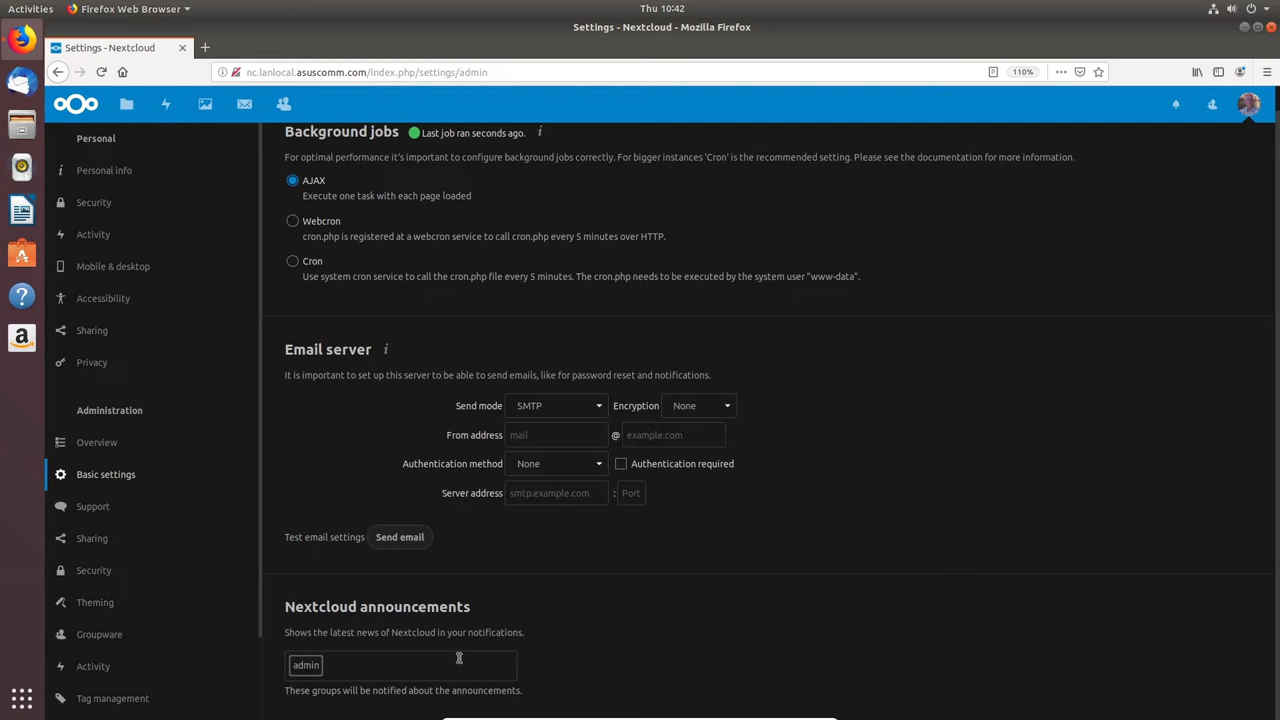 Activities
Firefox Web Browser
Thu 10:42
Settings - Nextcloud - Mozilla Firefox
Settings - Nextcloud
nc.lanlocal.asuscomm.com/index.php/settings/admin
110%
Personal
Personal info
Security
Activity
Mobile & desktop
Accessibility
Sharing
Privacy
Administration
Overview
Basic settings
Support
Sharing
Security
Theming
Groupware
Activity
Tag management
Background jobs
Last job ran seconds ago.
For optimal performance it's important to configure background jobs correctly. For bigger instances 'Cron' is the recommended setting. Please see the documentation for more information.
AJAX
Execute one task with each page loaded
Webcron
cron.php is registered at a webcron service to call cron.php every 5 minutes over HTTP.
Cron
Use system cron service to call the cron.php file every 5 minutes. The cron.php needs to be executed by the system user "www-data".
Email server
It is important to set up this server to be able to send emails, like for password reset and notifications.
Send mode SMTP Encryption None
From address mail @ example.com
Authentication method None Authentication required
Server address smtp.example.com : Port
Test email settings Send email
Nextcloud announcements
Shows the latest news of Nextcloud in your notifications.
admin
These groups will be notified about the announcements.